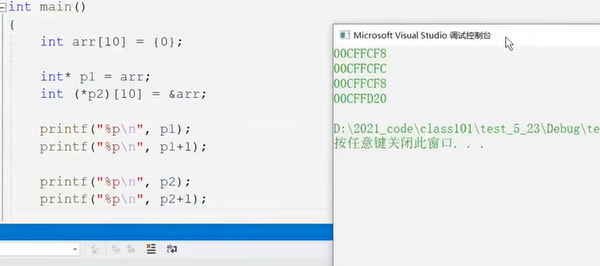 int main()
{
int arr[10] = {0};
int* p1 = arr;
int (*p2)[10] = &arr;
printf("%p\n", p1);
printf("%p\n", p1+1);
printf("%p\n", p2);
printf("%p\n", p2+1);
Microsoft Visual Studio 调试控制台
00CFFCF8
00CFFCFC
00CFFCF8
00CFFD20
D:\2021_code\class101\test_5_23\Debug\te
按任意键关闭此窗口. . .